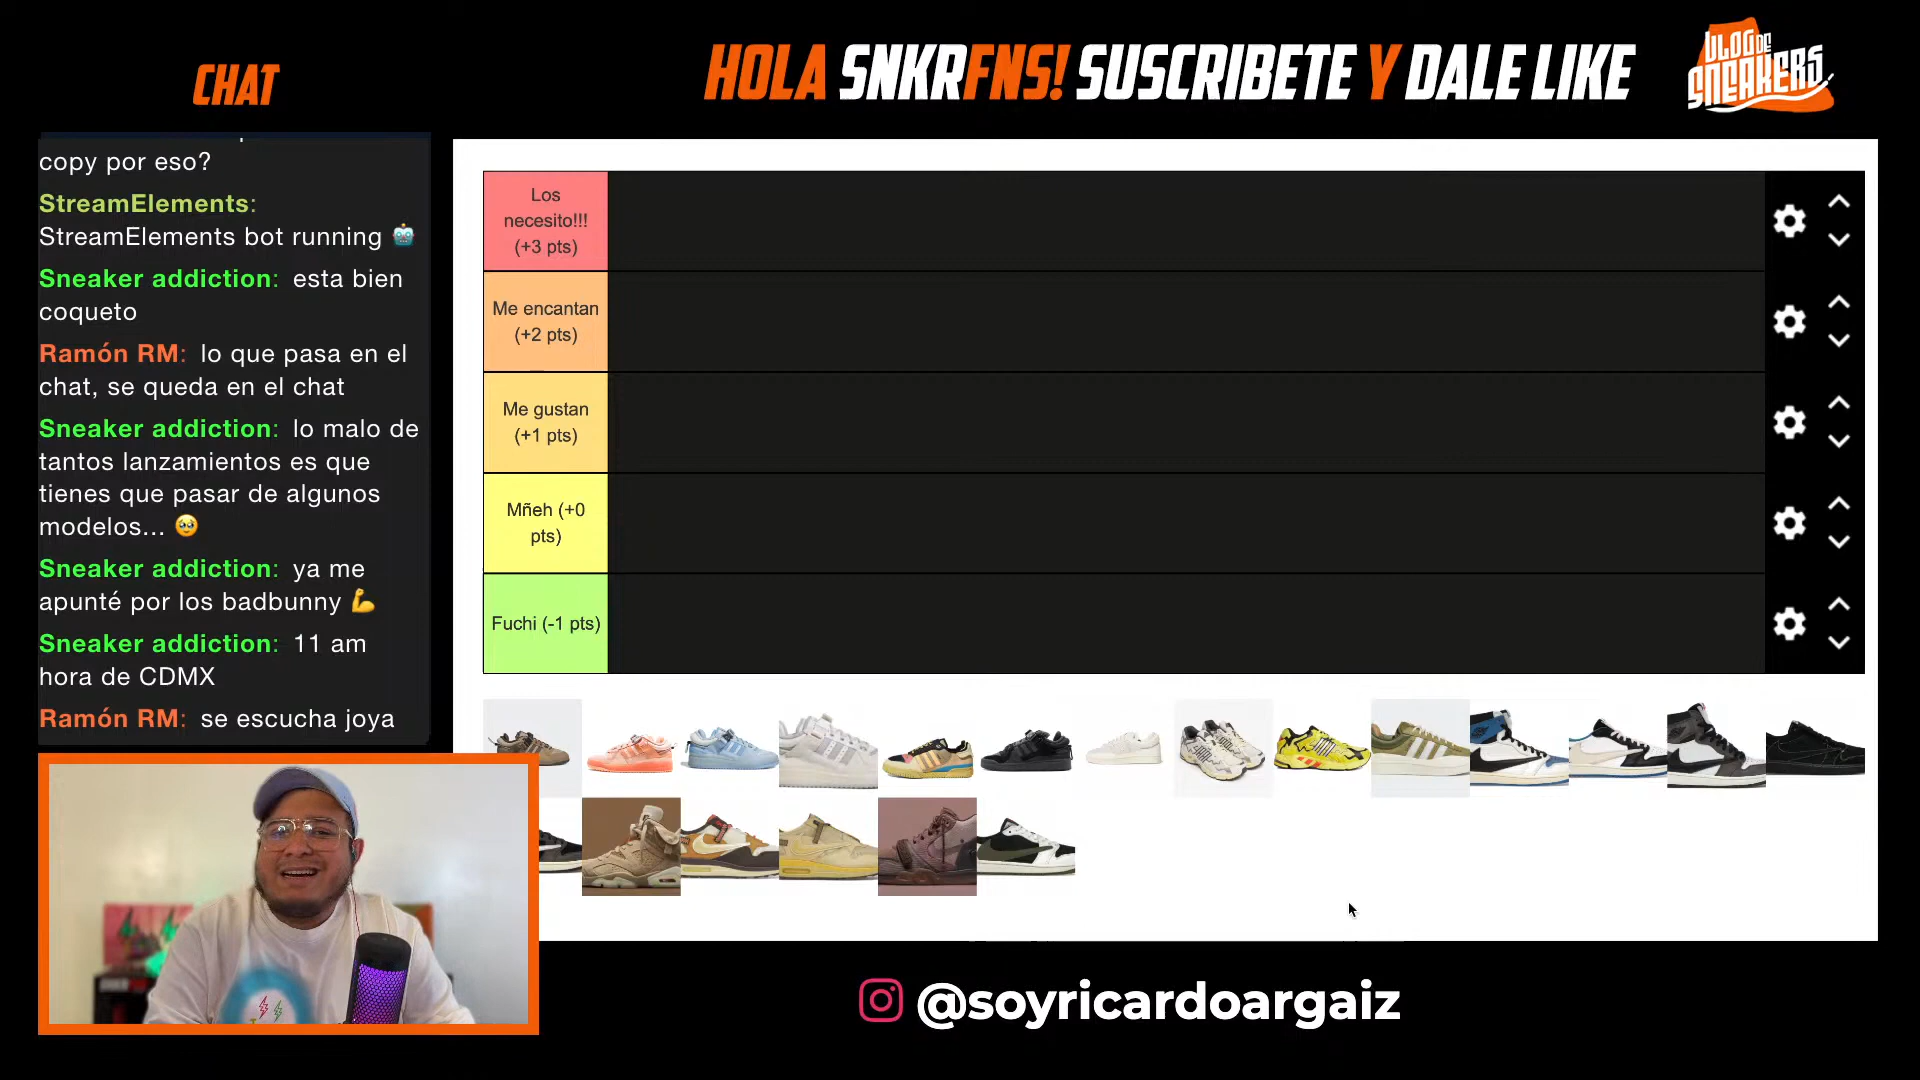 CHAT
HOLA SNKRFNS! SUSCRIBETE Y DALE LIKE
VLOG DE
SNEAKERS
copy por eso?
StreamElements:
StreamElements bot running 🤖
Sneaker addiction: esta bien
coqueto
Ramón RM: lo que pasa en el
chat, se queda en el chat
Sneaker addiction: lo malo de
tantos lanzamientos es que
tienes que pasar de algunos
modelos... 🥹
Sneaker addiction: ya me
apunté por los badbunny 💪
Sneaker addiction: 11 am
hora de CDMX
Ramón RM: se escucha joya
Los
necesito!!!
(+3 pts)
Me encantan
(+2 pts)
Me gustan
(+1 pts)
Mñeh (+0
pts)
Fuchi (-1 pts)
@soyricardoargaiz